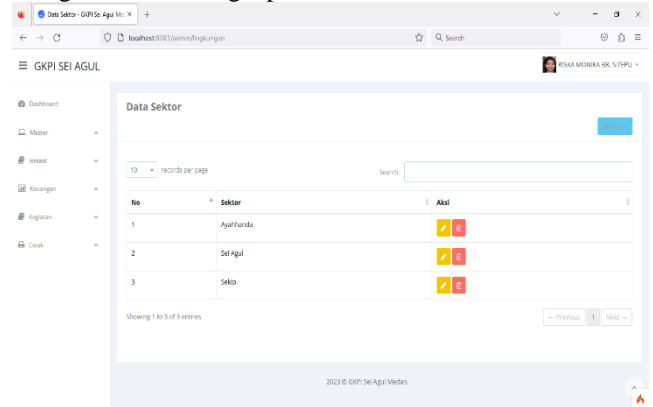 Data Sektor - GKPI Sei Agul Me
localhost:8081/admin/lingkungan
Search
GKPI SEI AGUL
RISKA MONIKA BR. SITEPU
Dashboard
Master
Jemaat
Keuangan
Kegiatan
Cetak
Data Sektor
10 records per page
Search:
No Sektor Aksi
1 Ayahhanda
2 Sei Agul
3 Sekip
Showing 1 to 3 of 3 entries
← Previous 1 Next →
2023 © GKPI Sei Agul Medan.